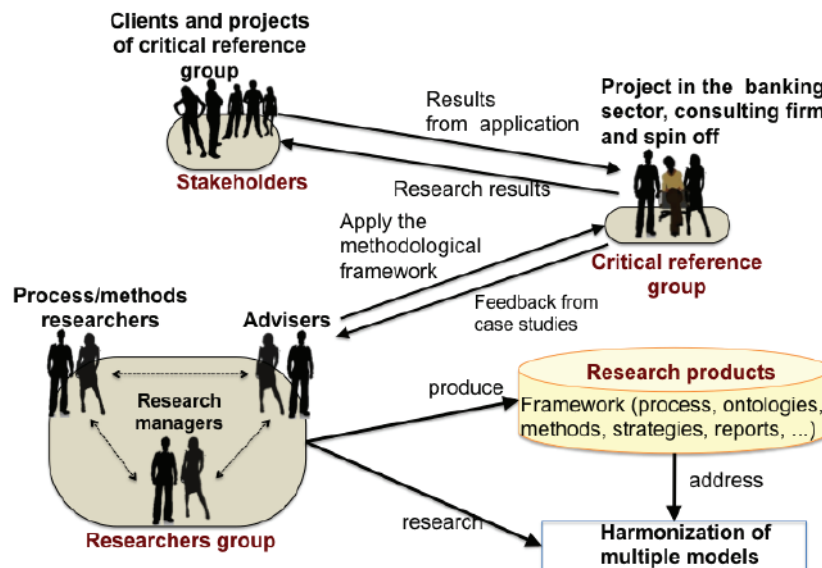 Clients and projects
of critical reference
group
Stakeholders
Results
from application
Research results
Project in the banking
sector, consulting firm
and spin off
Critical reference
group
Apply the
methodological
framework
Feedback from
case studies
Process/methods
researchers
Advisers
Research
managers
Researchers group
produce
research
Research products
Framework (process, ontologies,
methods, strategies, reports, ...)
address
Harmonization of
multiple models